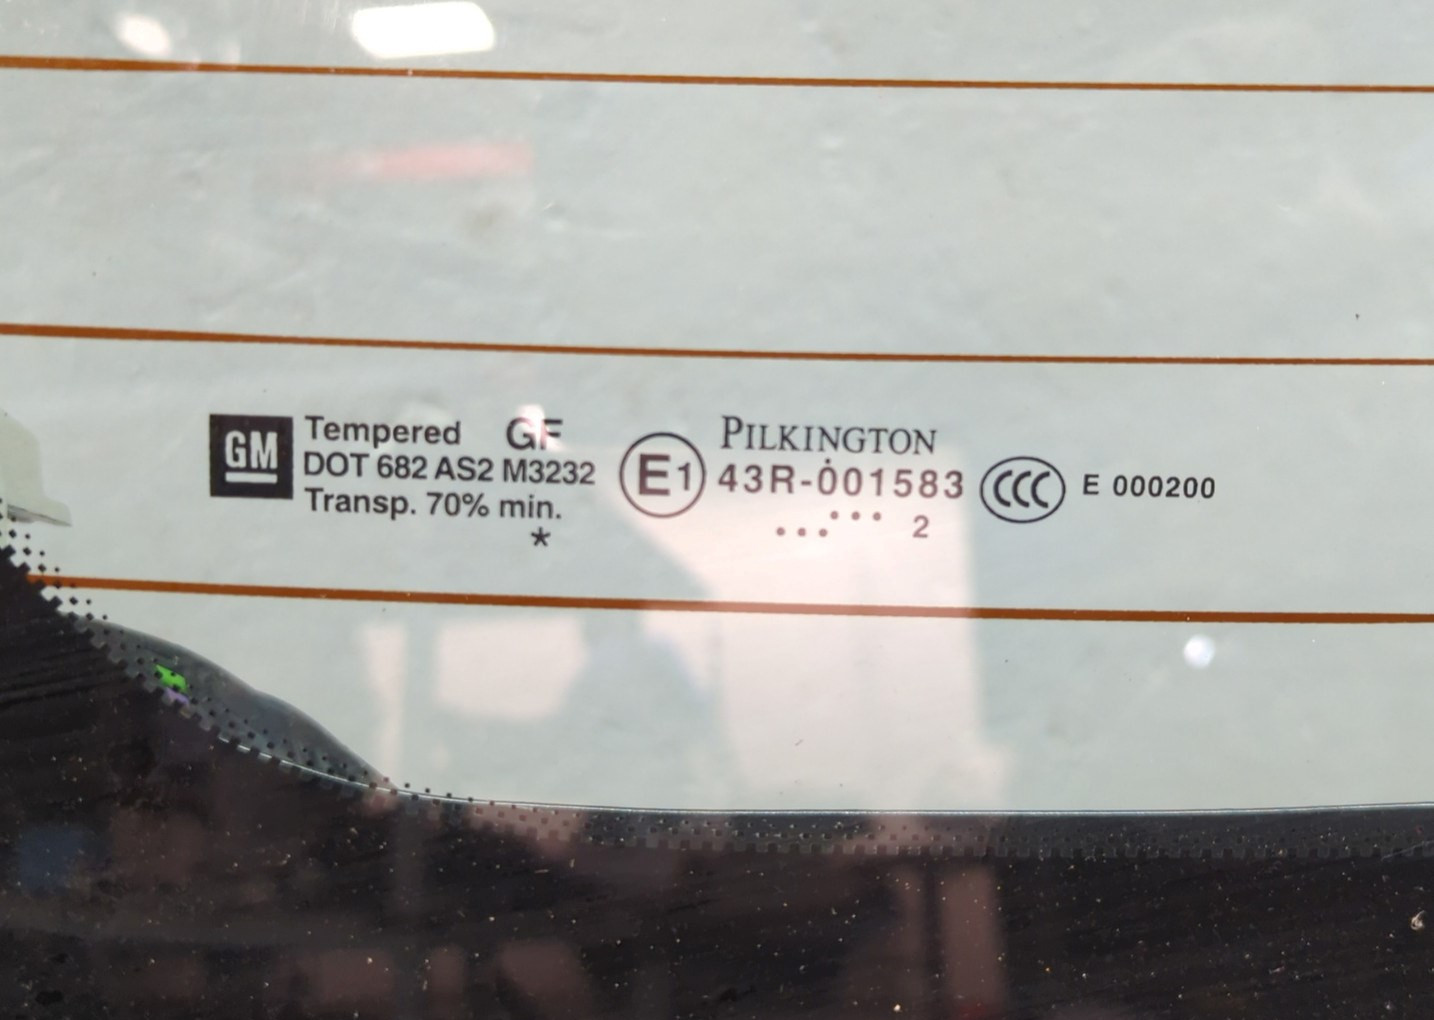 GM
Tempered GF
DOT 682 AS2 M3232
Transp. 70% min.
*
E1
PILKINGTON
43R-001583
... ... 2
CCC
E 000200